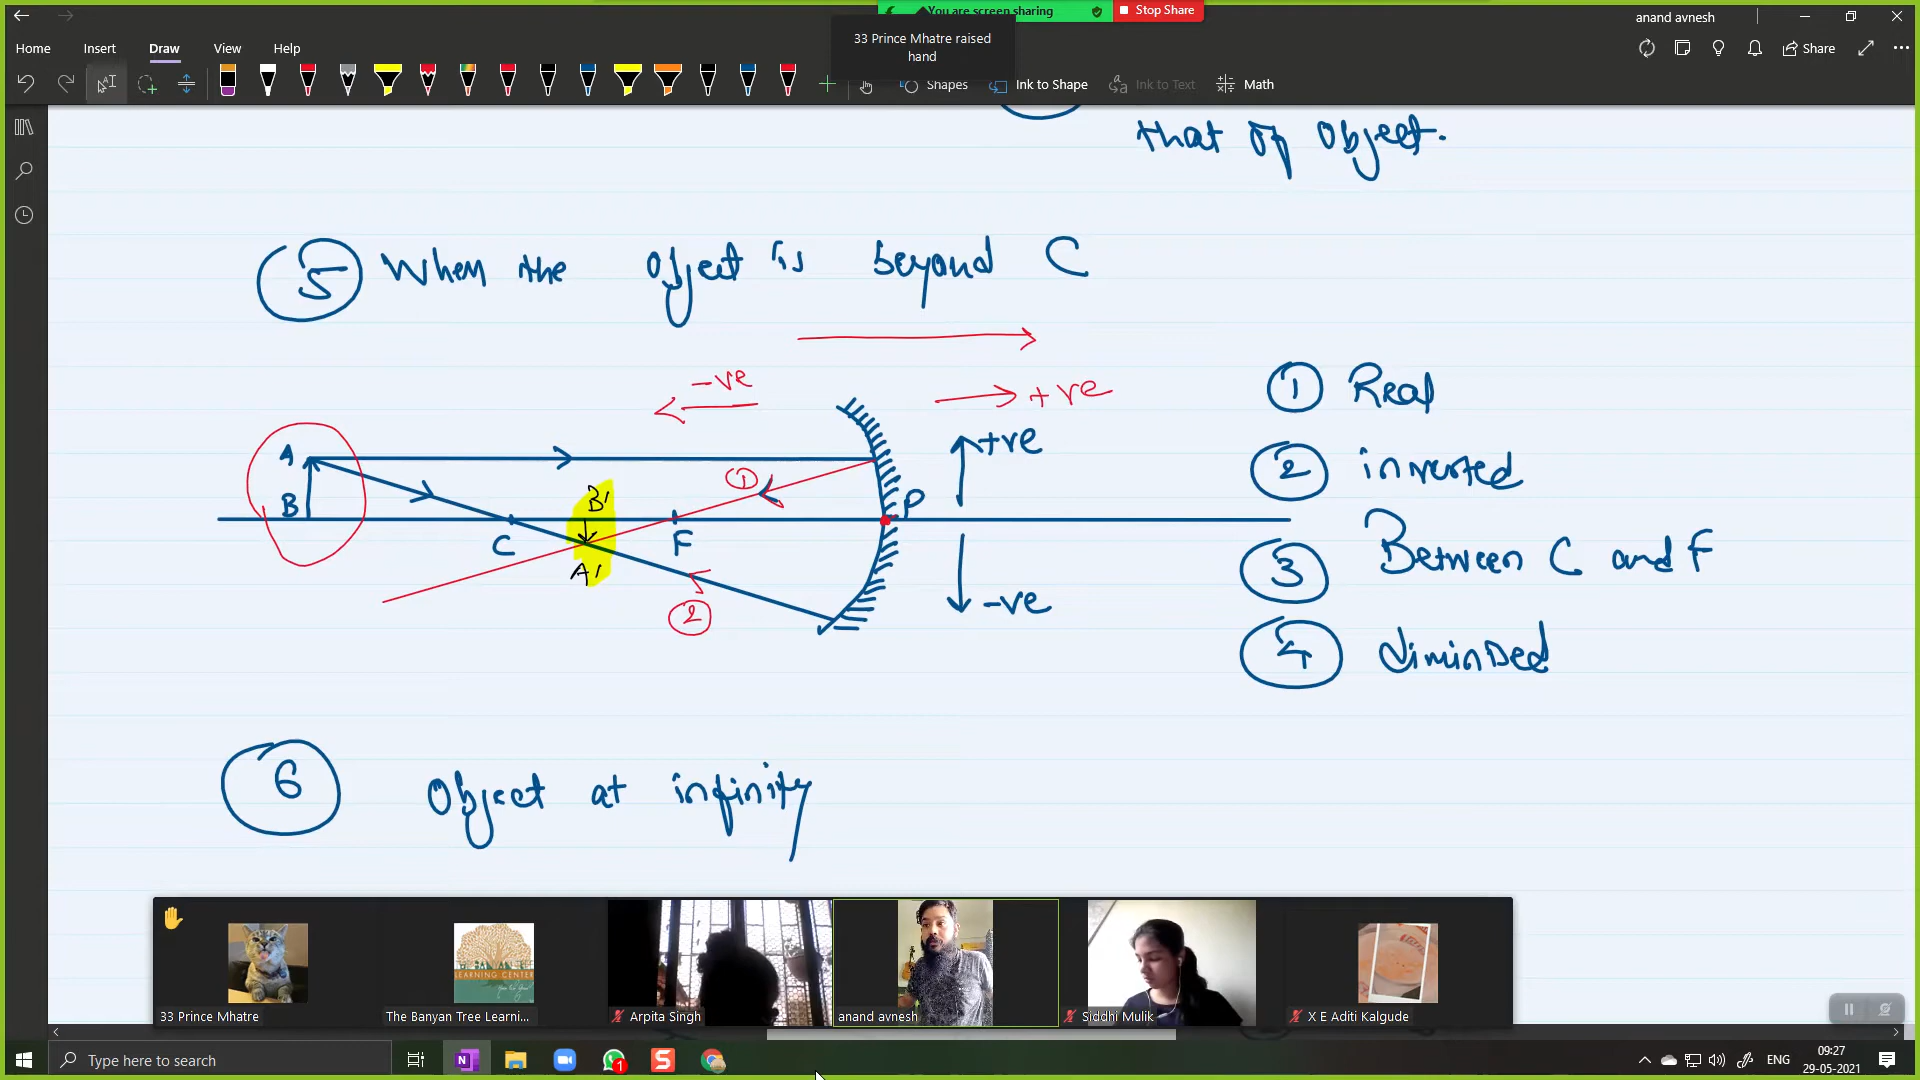 You are screen sharing
Stop Share
33 Prince Mhatre raised
hand
anand avnesh
Home Insert Draw View Help
Share
Shapes Ink to Shape Ink to Text Math
that of object.
5 When the object is beyond C
-ve
+ve
A
B
1
B'
P
+ve
C
F
A'
2
-ve
1 Real
2 inverted
3 Between C and F
4 diminised
6 Object at infinity
33 Prince Mhatre
LEARNING CENTER
The Banyan Tree Learni...
Arpita Singh
anand avnesh
Siddhi Mulik
X E Aditi Kalgude
Type here to search
N
1
S
ENG
09:27
29-05-2021